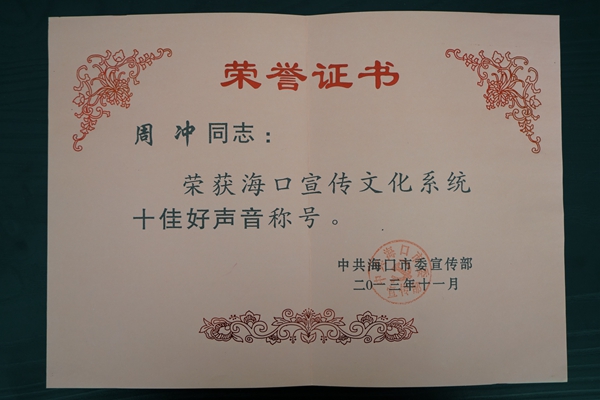 荣誉证书
周 冲 同志：
荣获海口宣传文化系统
十佳好声音称号。
中共海口市委宣传部
二〇一三年十一月